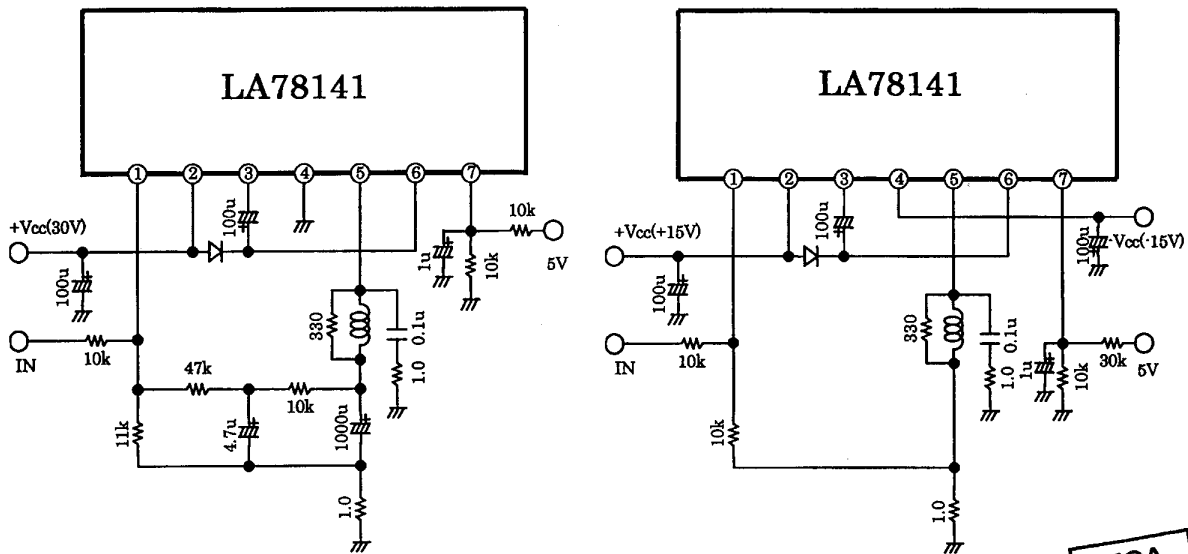 LA78141
① ② ③ ④ ⑤ ⑥ ⑦
+Vcc(30V)
100u
100u
1u
10k
10k
5V
IN
10k
330
0.1u
1.0
47k
10k
11k
4.7u
1000u
1.0
LA78141
① ② ③ ④ ⑤ ⑥ ⑦
+Vcc(+15V)
100u
100u
100u
-Vcc(-15V)
IN
10k
330
0.1u
1.0
1u
10k
30k
5V
10k
1.0